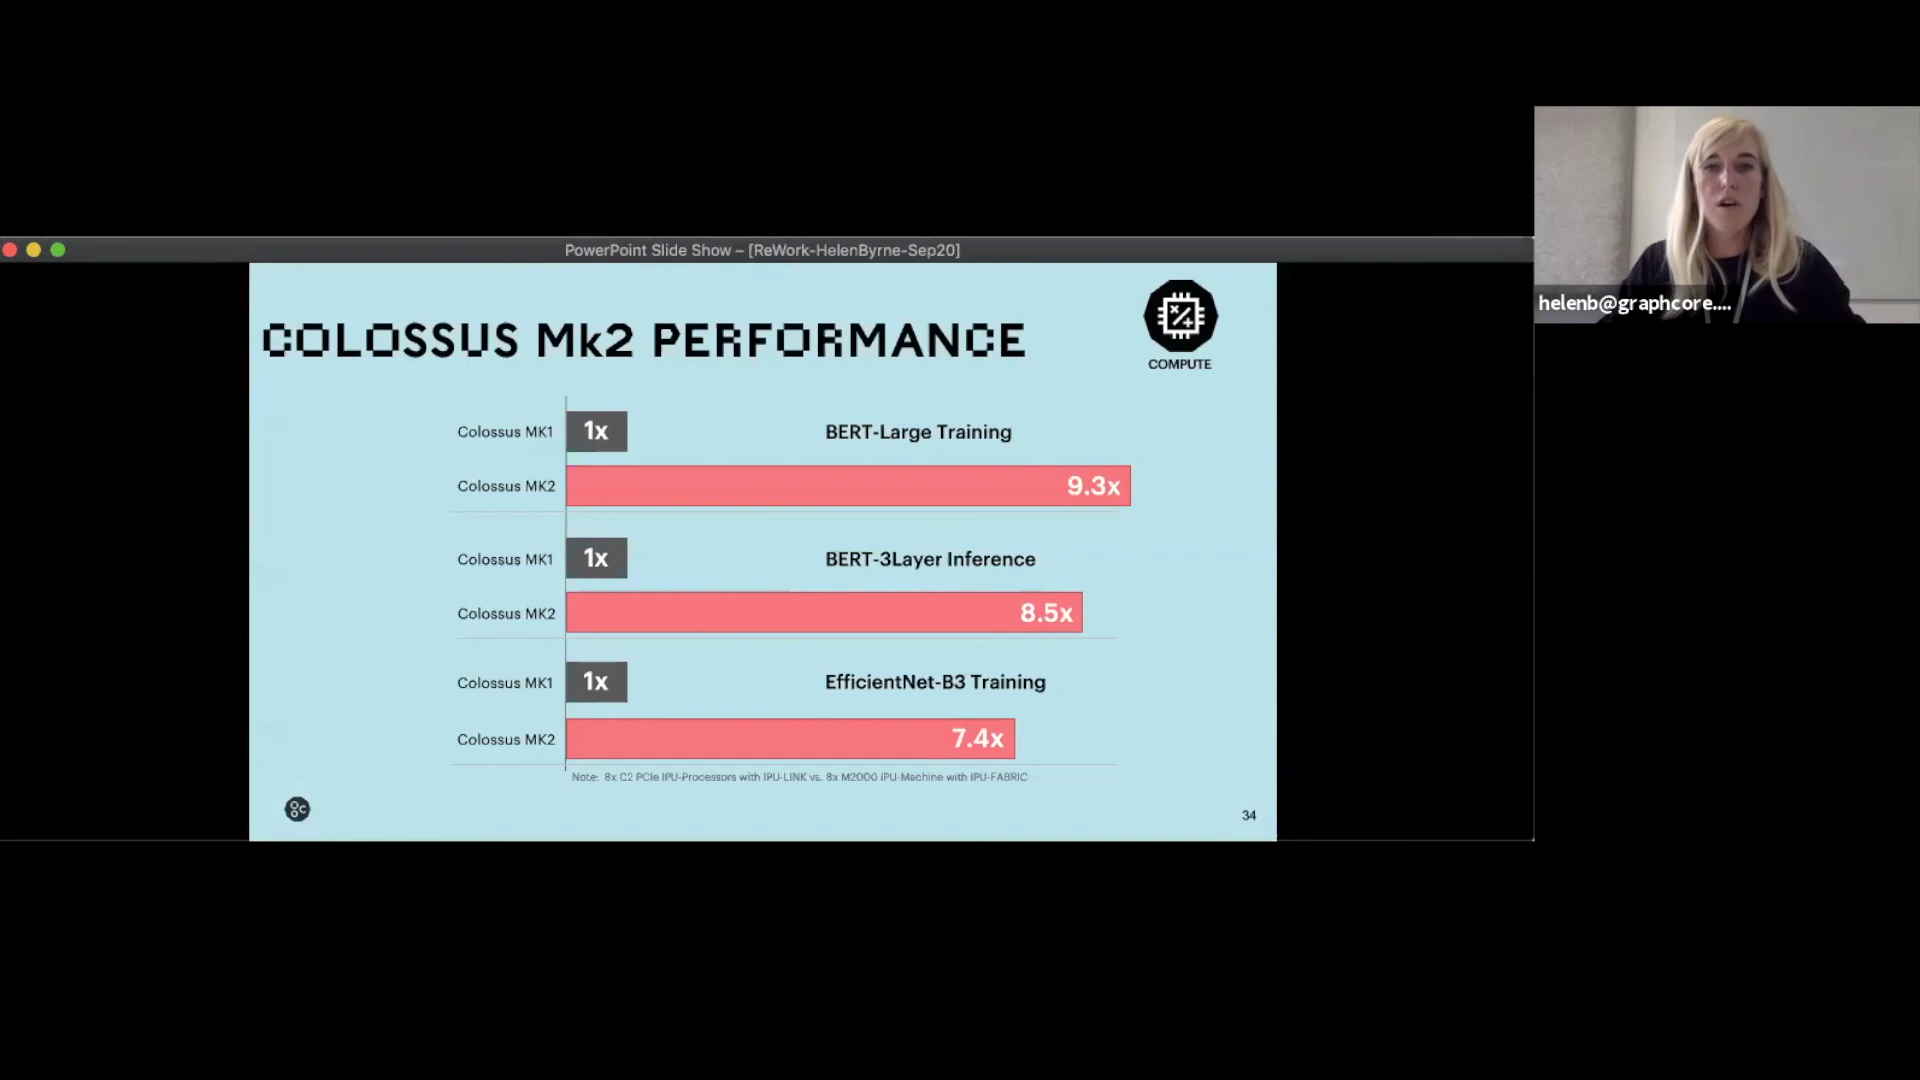 helenb@graphcore....
PowerPoint Slide Show – [ReWork-HelenByrne-Sep20]
COLOSSUS Mk2 PERFORMANCE
COMPUTE
Colossus MK1 1x BERT-Large Training
Colossus MK2 9.3x
Colossus MK1 1x BERT-3Layer Inference
Colossus MK2 8.5x
Colossus MK1 1x EfficientNet-B3 Training
Colossus MK2 7.4x
Note: 8x C2 PCIe IPU-Processors with IPU-LINK vs. 8x M2000 IPU-Machine with IPU-FABRIC
GC
34